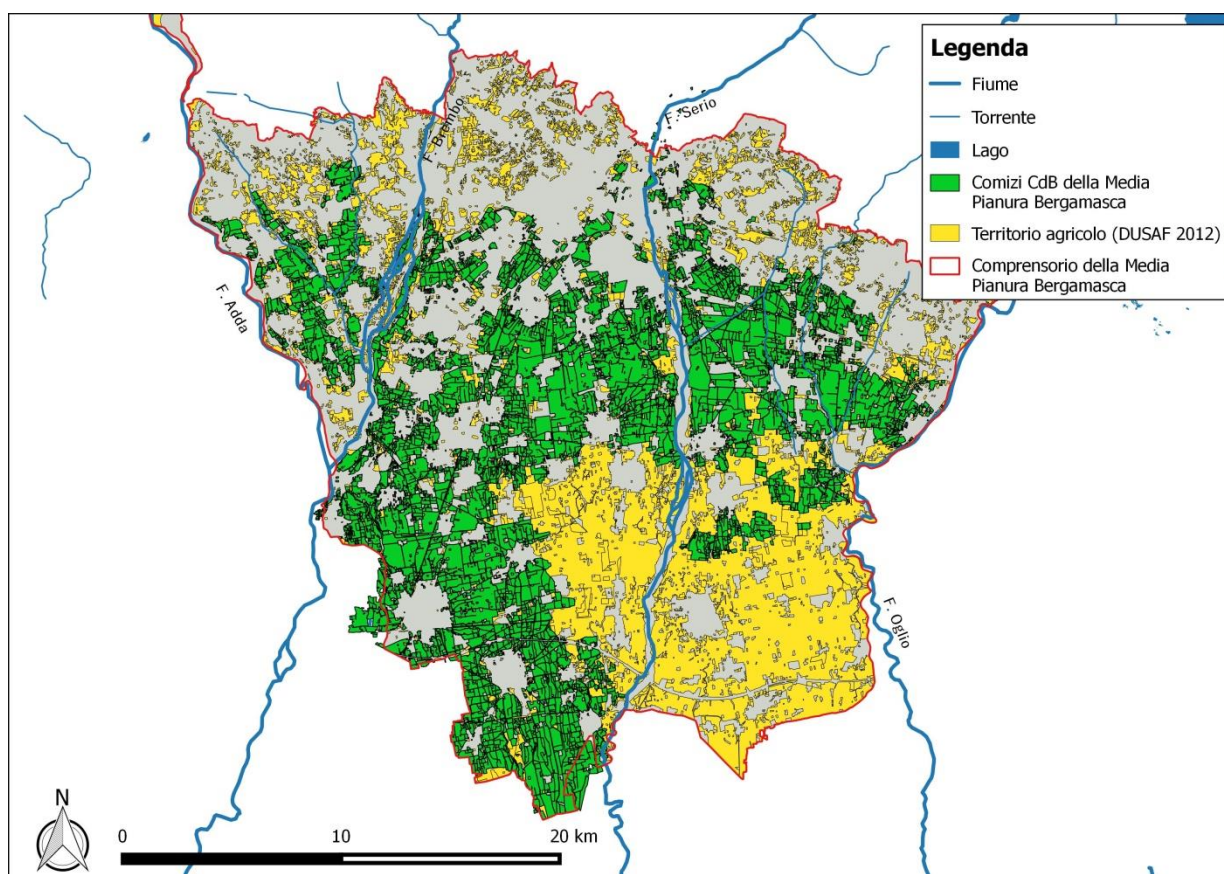 Legenda
Fiume
Torrente
Lago
Comizi CdB della Media
Pianura Bergamasca
Territorio agricolo (DUSAF 2012)
Comprensorio della Media
Pianura Bergamasca
F. Brembo
F. Serio
F. Adda
F. Oglio
N
0 10 20 km